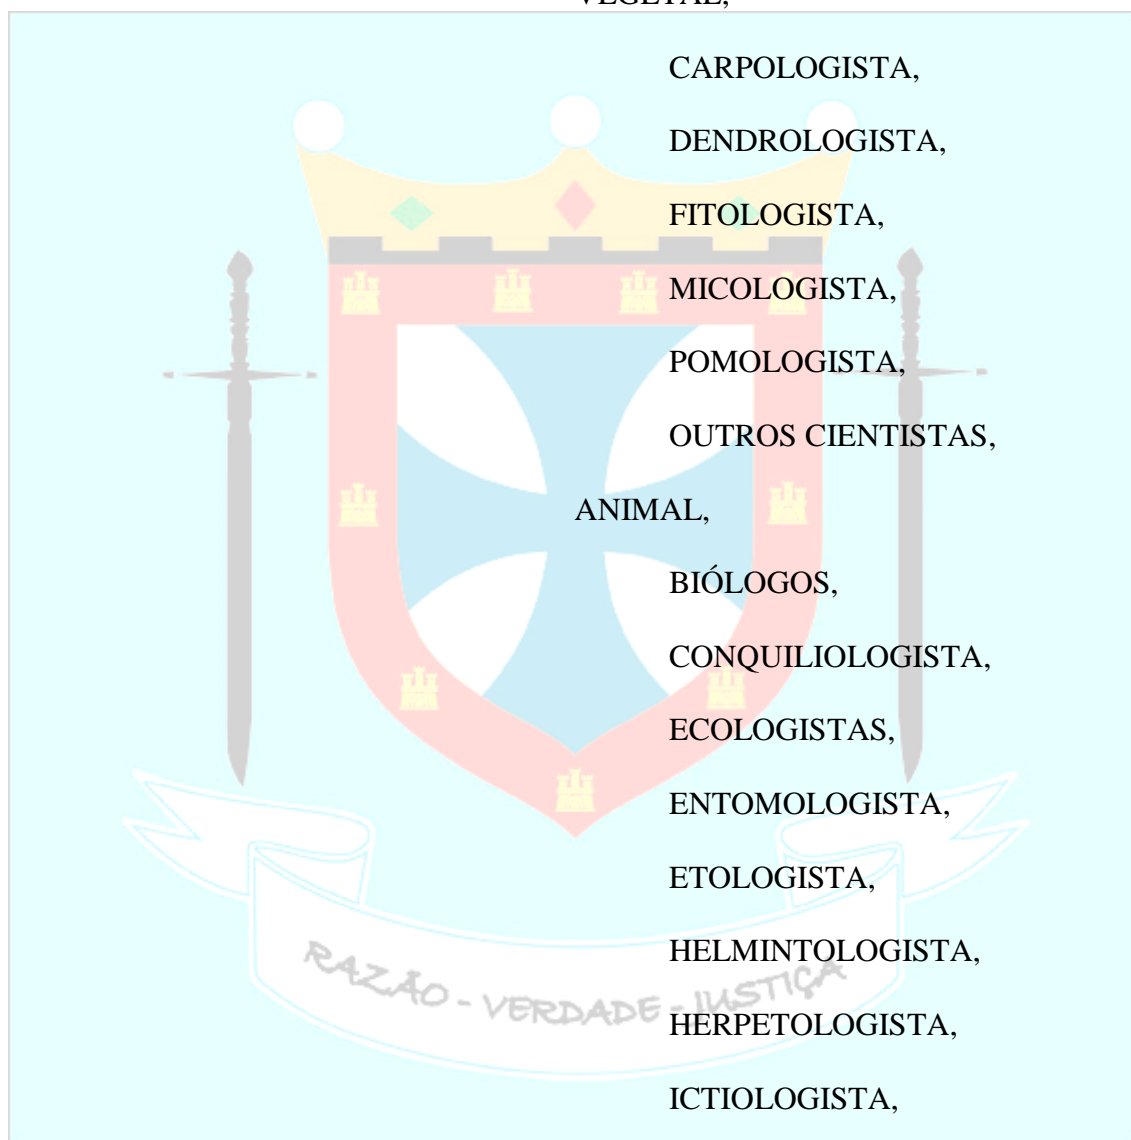 VEGETAL,
CARPOLOGISTA,
DENDROLOGISTA,
FITOLOGISTA,
MICOLOGISTA,
POMOLOGISTA,
OUTROS CIENTISTAS,
ANIMAL,
BIÓLOGOS,
CONQUILIOLOGISTA,
ECOLOGISTAS,
ENTOMOLOGISTA,
ETOLOGISTA,
HELMINTOLOGISTA,
RAZÃO - VERDADE - JUSTIÇA
HERPETOLOGISTA,
ICTIOLOGISTA,